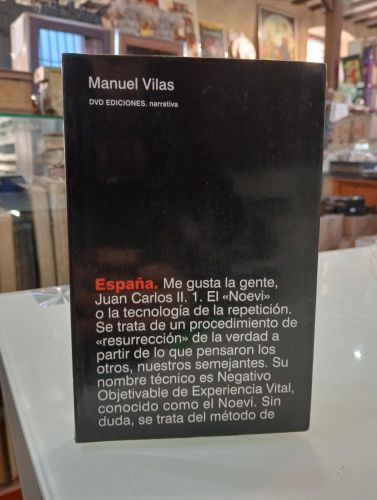 Manuel Vilas
DVD EDICIONES. narrativa
España. Me gusta la gente,
Juan Carlos II. 1. El «Noevi»
o la tecnología de la repetición.
Se trata de un procedimiento de
«resurrección» de la verdad a
partir de lo que pensaron los
otros, nuestros semejantes. Su
nombre técnico es Negativo
Objetivable de Experiencia Vital,
conocido como el Noevi. Sin
duda, se trata del método de